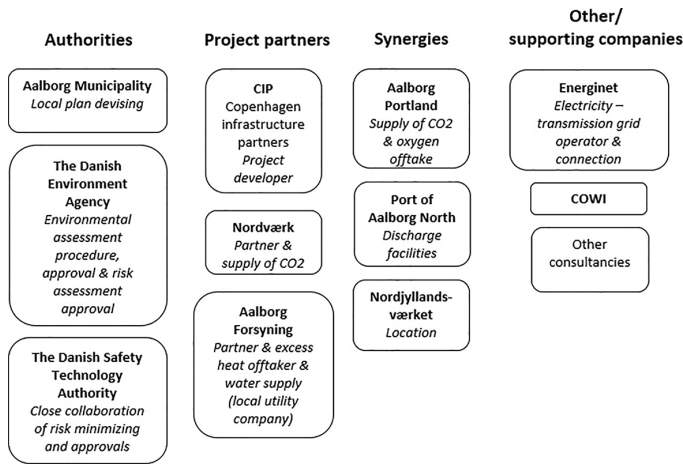 Authorities
Aalborg Municipality
Local plan devising
The Danish
Environment
Agency
Environmental
assessment
procedure,
approval & risk
assessment
approval
The Danish Safety
Technology
Authority
Close collaboration
of risk minimizing
and approvals
Project partners
CIP
Copenhagen
infrastructure
partners
Project
developer
Nordværk
Partner &
supply of CO2
Aalborg
Forsyning
Partner & excess
heat offtaker &
water supply
(local utility
company)
Synergies
Aalborg
Portland
Supply of CO2
& oxygen
offtake
Port of
Aalborg North
Discharge
facilities
Nordjyllands-
værket
Location
Other/
supporting companies
Energinet
Electricity –
transmission grid
operator &
connection
COWI
Other
consultancies